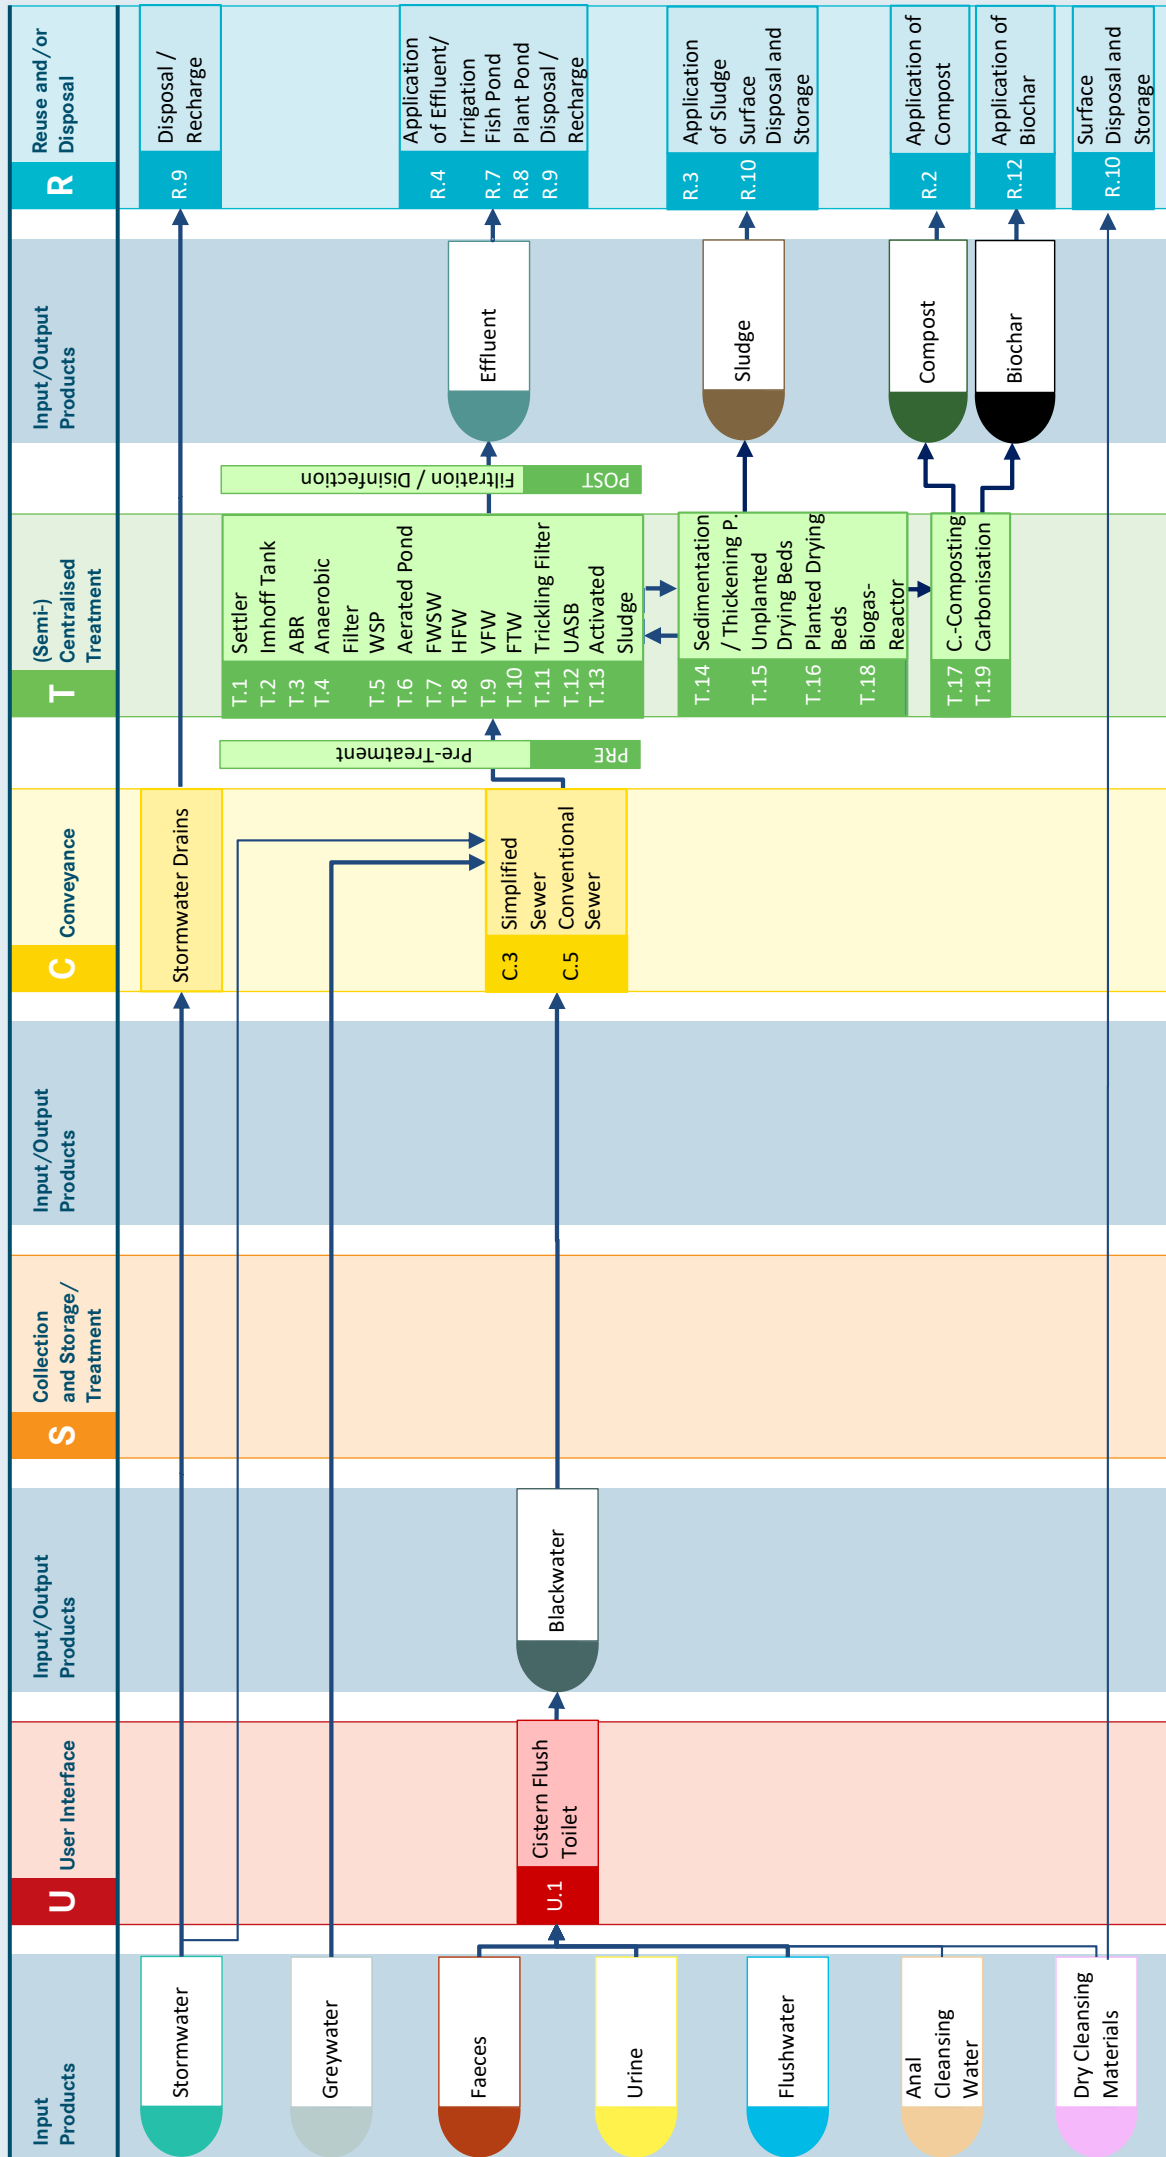 Input
Products
U
User Interface
Input/Output
Products
S
Collection
and Storage/
Treatment
Input/Output
Products
C
Conveyance
T
(Semi-)
Centralised
Treatment
Input/Output
Products
R
Reuse and/or
Disposal
Stormwater
Greywater
Faeces
Urine
Flushwater
Anal
Cleansing
Water
Dry Cleansing
Materials
U.1
Cistern Flush
Toilet
Blackwater
Stormwater Drains
C.3
Simplified
Sewer
C.5
Conventional
Sewer
PRE
Pre-Treatment
T.1 Settler
T.2 Imhoff Tank
T.3 ABR
T.4 Anaerobic
Filter
T.5 WSP
T.6 Aerated Pond
T.7 FWSW
T.8 HFW
T.9 VFW
T.10 FTW
T.11 Trickling Filter
T.12 UASB
T.13 Activated
Sludge
T.14 Sedimentation
/ Thickening P.
T.15 Unplanted
Drying Beds
T.16 Planted Drying
Beds
T.18 Biogas-
Reactor
T.17 C.-Composting
T.19 Carbonisation
POST
Filtration / Disinfection
Effluent
Sludge
Compost
Biochar
R.9 Disposal /
Recharge
R.4 Application
of Effluent/
Irrigation
R.7 Fish Pond
R.8 Plant Pond
R.9 Disposal /
Recharge
R.3 Application
of Sludge
R.10 Surface
Disposal and
Storage
R.2 Application of
Compost
R.12 Application of
Biochar
R.10 Surface
Disposal and
Storage